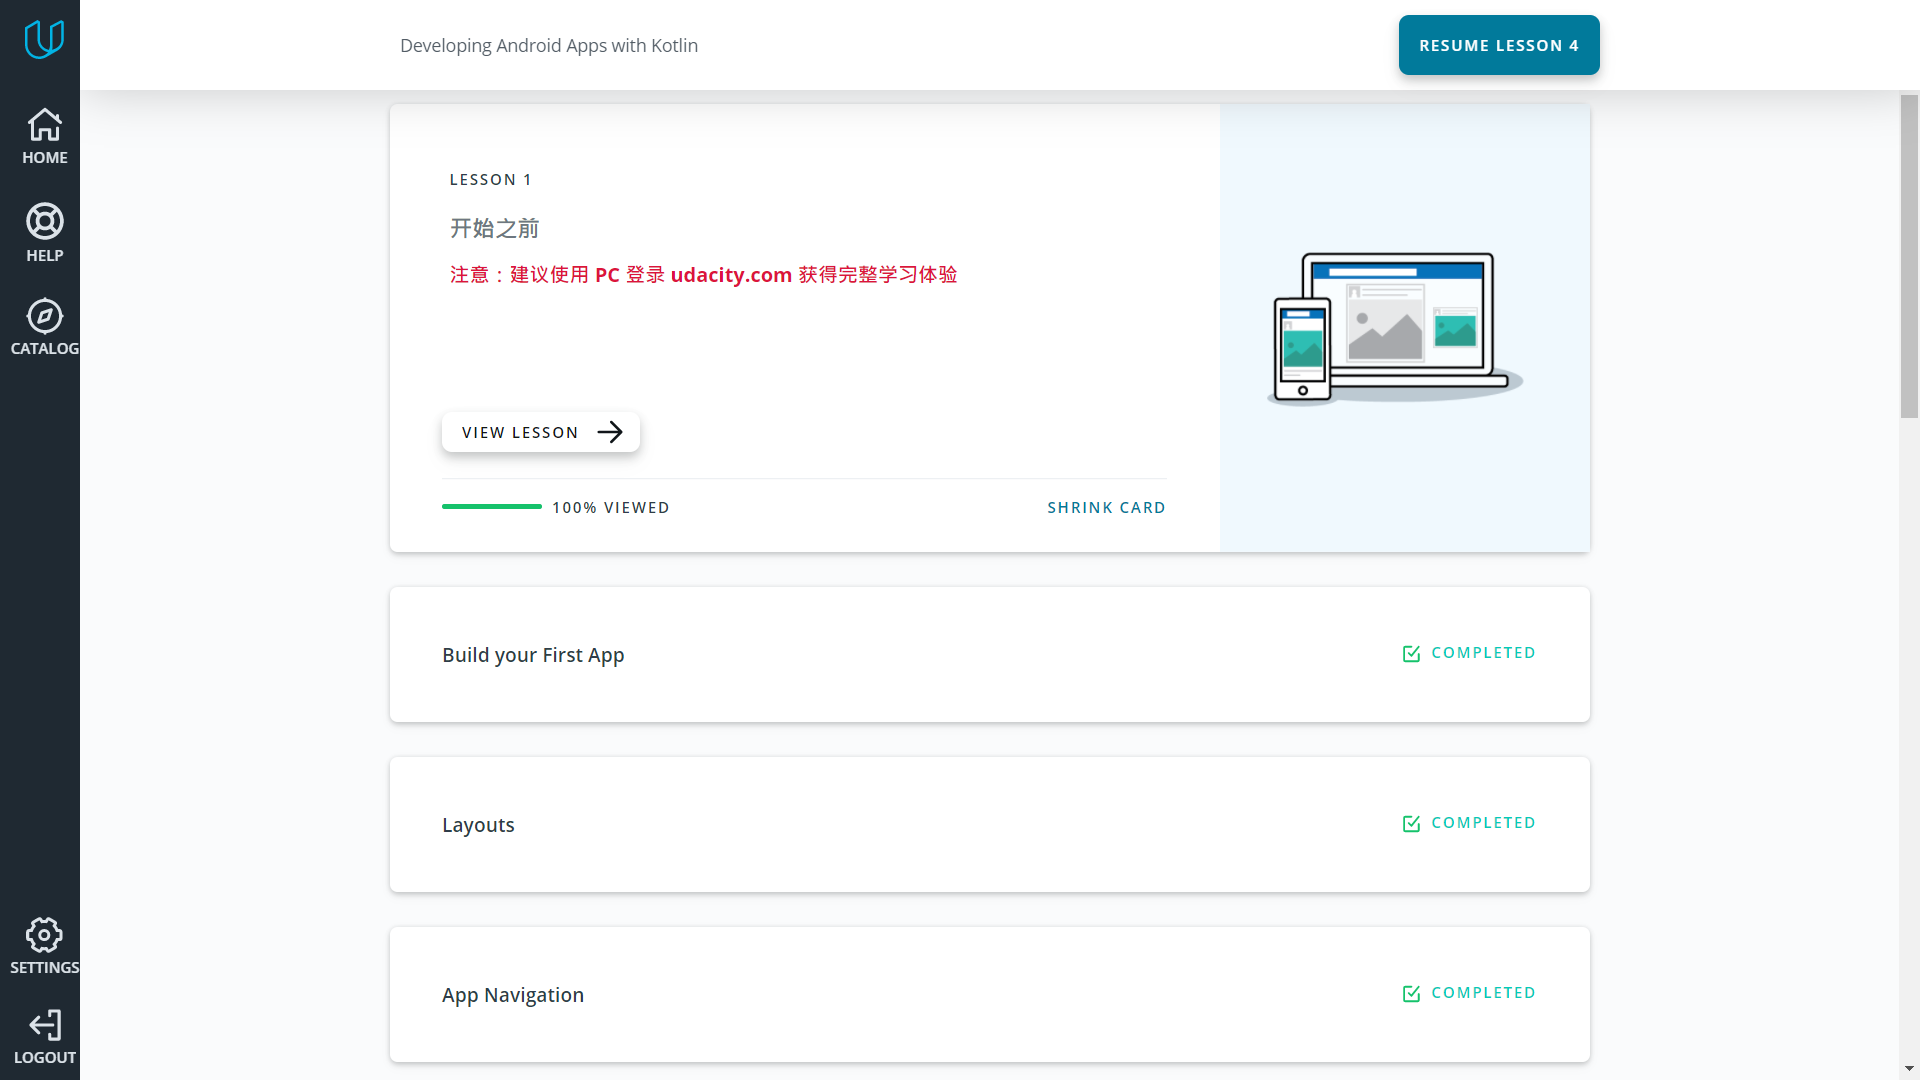 Developing Android Apps with Kotlin
RESUME LESSON 4
HOME
HELP
CATALOG
SETTINGS
LOGOUT
LESSON 1
开始之前
注意：建议使用 PC 登录 udacity.com 获得完整学习体验
VIEW LESSON
100% VIEWED
SHRINK CARD
Build your First App
COMPLETED
Layouts
COMPLETED
App Navigation
COMPLETED